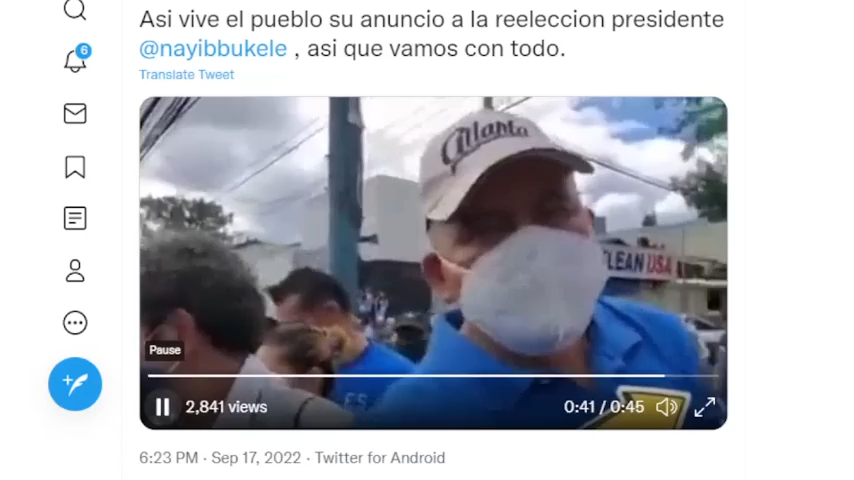 6
Asi vive el pueblo su anuncio a la reeleccion presidente
@nayibbukele , asi que vamos con todo.
Translate Tweet
Atlanta
CLEAN USA
Pause
2,841 views
0:41 / 0:45
6:23 PM · Sep 17, 2022 · Twitter for Android